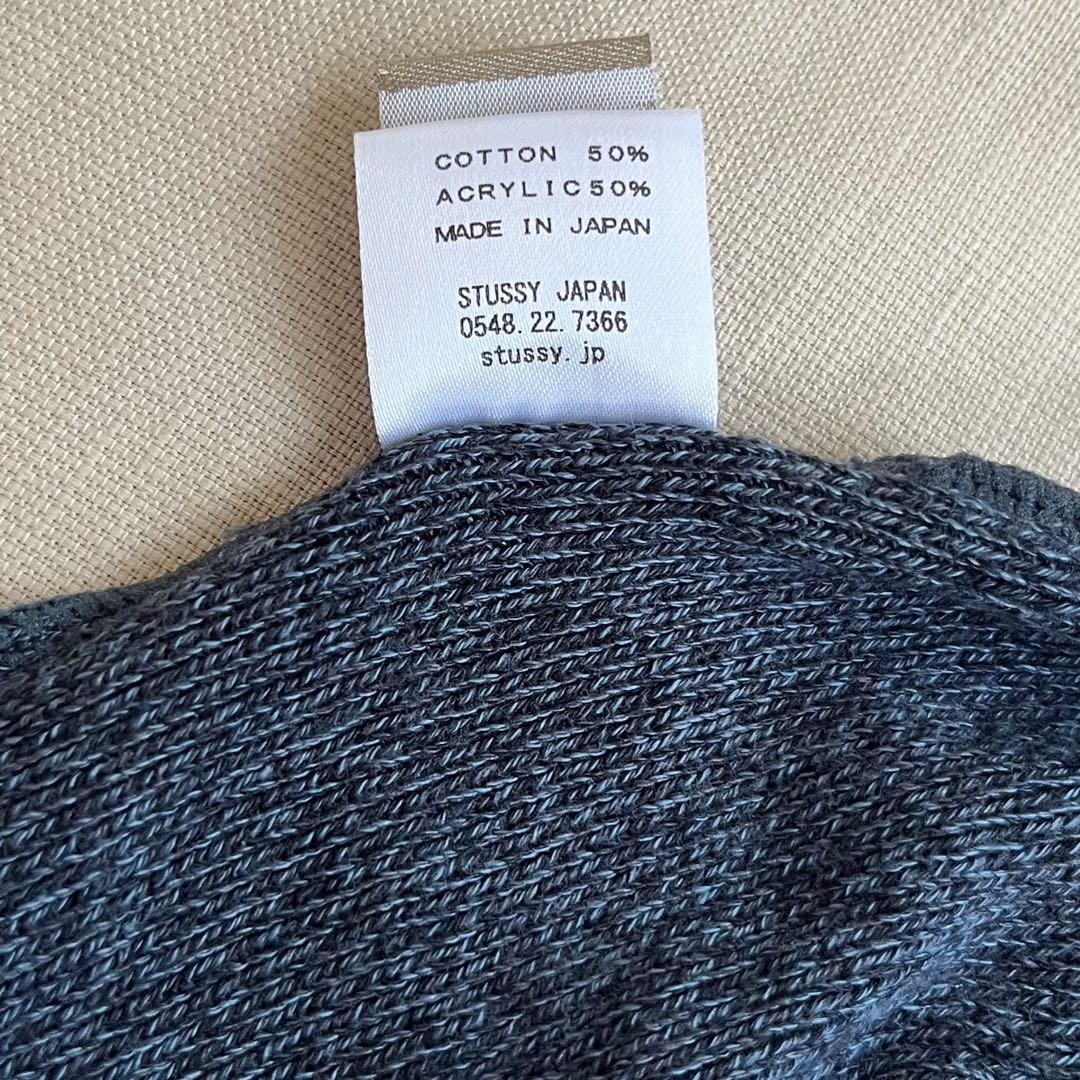 COTTON 50%
ACRYLIC50%
MADE IN JAPAN
STUSSY JAPAN
0548. 22. 7366
stussy. jp